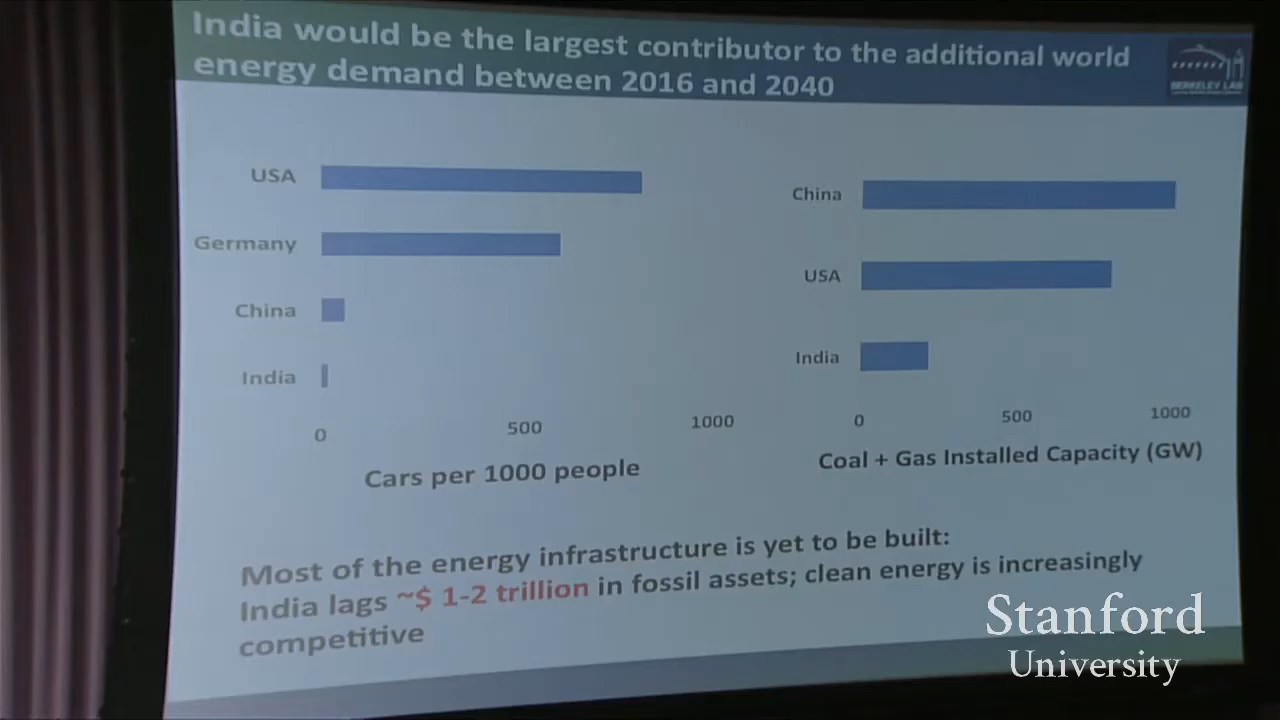 India would be the largest contributor to the additional world
energy demand between 2016 and 2040
BERKELEY LAB
USA
Germany
China
India
0
500
1000
Cars per 1000 people
China
USA
India
0
500
1000
Coal + Gas Installed Capacity (GW)
Most of the energy infrastructure is yet to be built:
India lags ~$ 1-2 trillion in fossil assets; clean energy is increasingly
competitive
Stanford
University